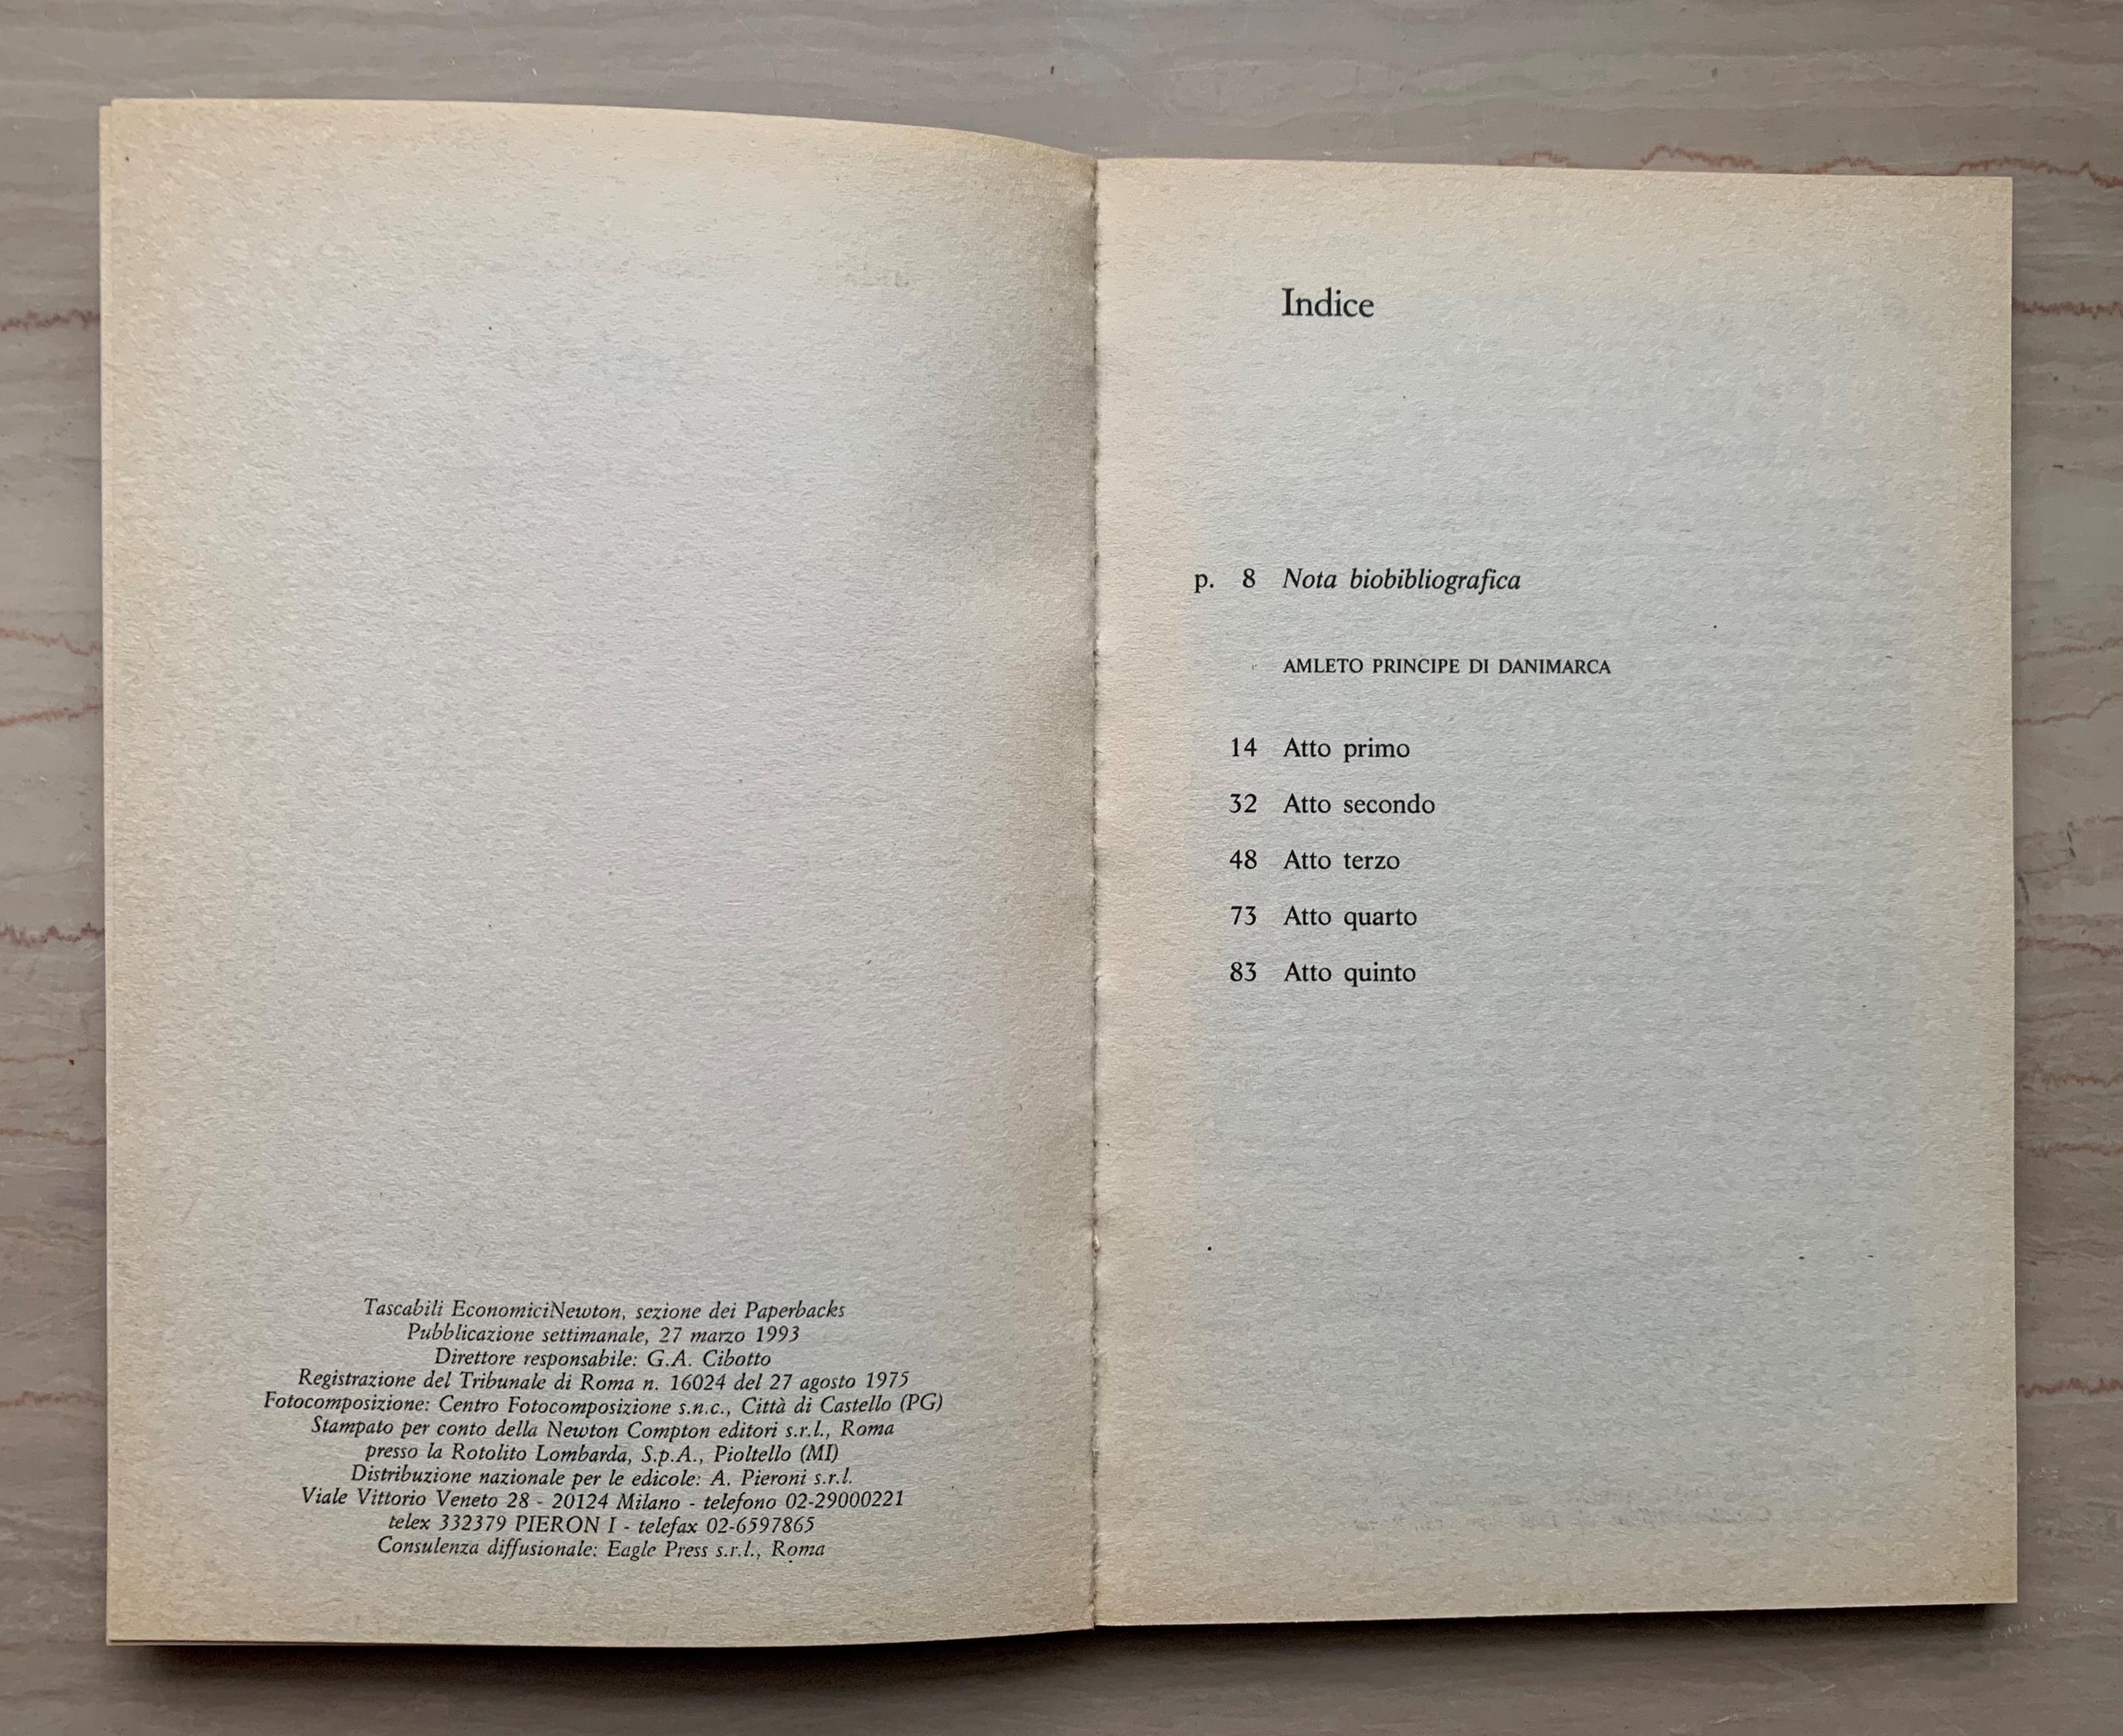 Tascabili EconomiciNewton, sezione dei Paperbacks
Pubblicazione settimanale, 27 marzo 1993
Direttore responsabile: G.A. Cibotto
Registrazione del Tribunale di Roma n. 16024 del 27 agosto 1975
Fotocomposizione: Centro Fotocomposizione s.n.c., Città di Castello (PG)
Stampato per conto della Newton Compton editori s.r.l., Roma
presso la Rotolito Lombarda, S.p.A., Pioltello (MI)
Distribuzione nazionale per le edicole: A. Pieroni s.r.l.
Viale Vittorio Veneto 28 - 20124 Milano - telefono 02-29000221
telex 332379 PIERON I - telefax 02-6597865
Consulenza diffusionale: Eagle Press s.r.l., Roma
Indice
p. 8 Nota biobibliografica
AMLETO PRINCIPE DI DANIMARCA
14 Atto primo
32 Atto secondo
48 Atto terzo
73 Atto quarto
83 Atto quinto